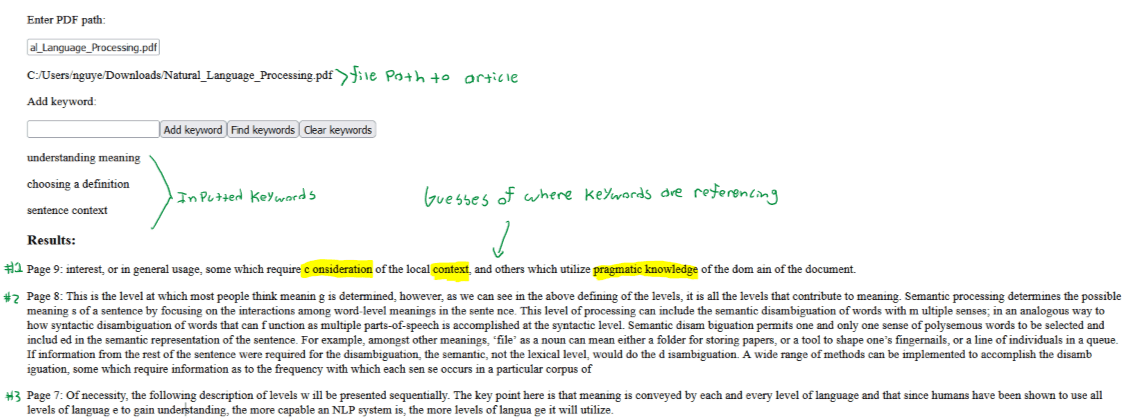 Enter PDF path:
al_Language_Processing.pdf
C:/Users/nguye/Downloads/Natural_Language_Processing.pdf >file Path to article
Add keyword:
Add keyword Find keywords Clear keywords
understanding meaning
choosing a definition
Inputted Keywords
Guesses of where Keywords are referencing
sentence context
Results:
#1 Page 9: interest, or in general usage, some which require c onsideration of the local context, and others which utilize pragmatic knowledge of the dom ain of the document.
#2 Page 8: This is the level at which most people think meanin g is determined, however, as we can see in the above defining of the levels, it is all the levels that contribute to meaning. Semantic processing determines the possible
meaning s of a sentence by focusing on the interactions among word-level meanings in the sente nce. This level of processing can include the semantic disambiguation of words with m ultiple senses; in an analogous way to
how syntactic disambiguation of words that can f unction as multiple parts-of-speech is accomplished at the syntactic level. Semantic disam biguation permits one and only one sense of polysemous words to be selected and
includ ed in the semantic representation of the sentence. For example, amongst other meanings, ‘file’ as a noun can mean either a folder for storing papers, or a tool to shape one’s fingernails, or a line of individuals in a queue.
If information from the rest of the sentence were required for the disambiguation, the semantic, not the lexical level, would do the d isambiguation. A wide range of methods can be implemented to accomplish the disamb
iguation, some which require information as to the frequency with which each sen se occurs in a particular corpus of
#3 Page 7: Of necessity, the following description of levels w ill be presented sequentially. The key point here is that meaning is conveyed by each and every level of language and that since humans have been shown to use all
levels of languag e to gain understanding, the more capable an NLP system is, the more levels of langua ge it will utilize.